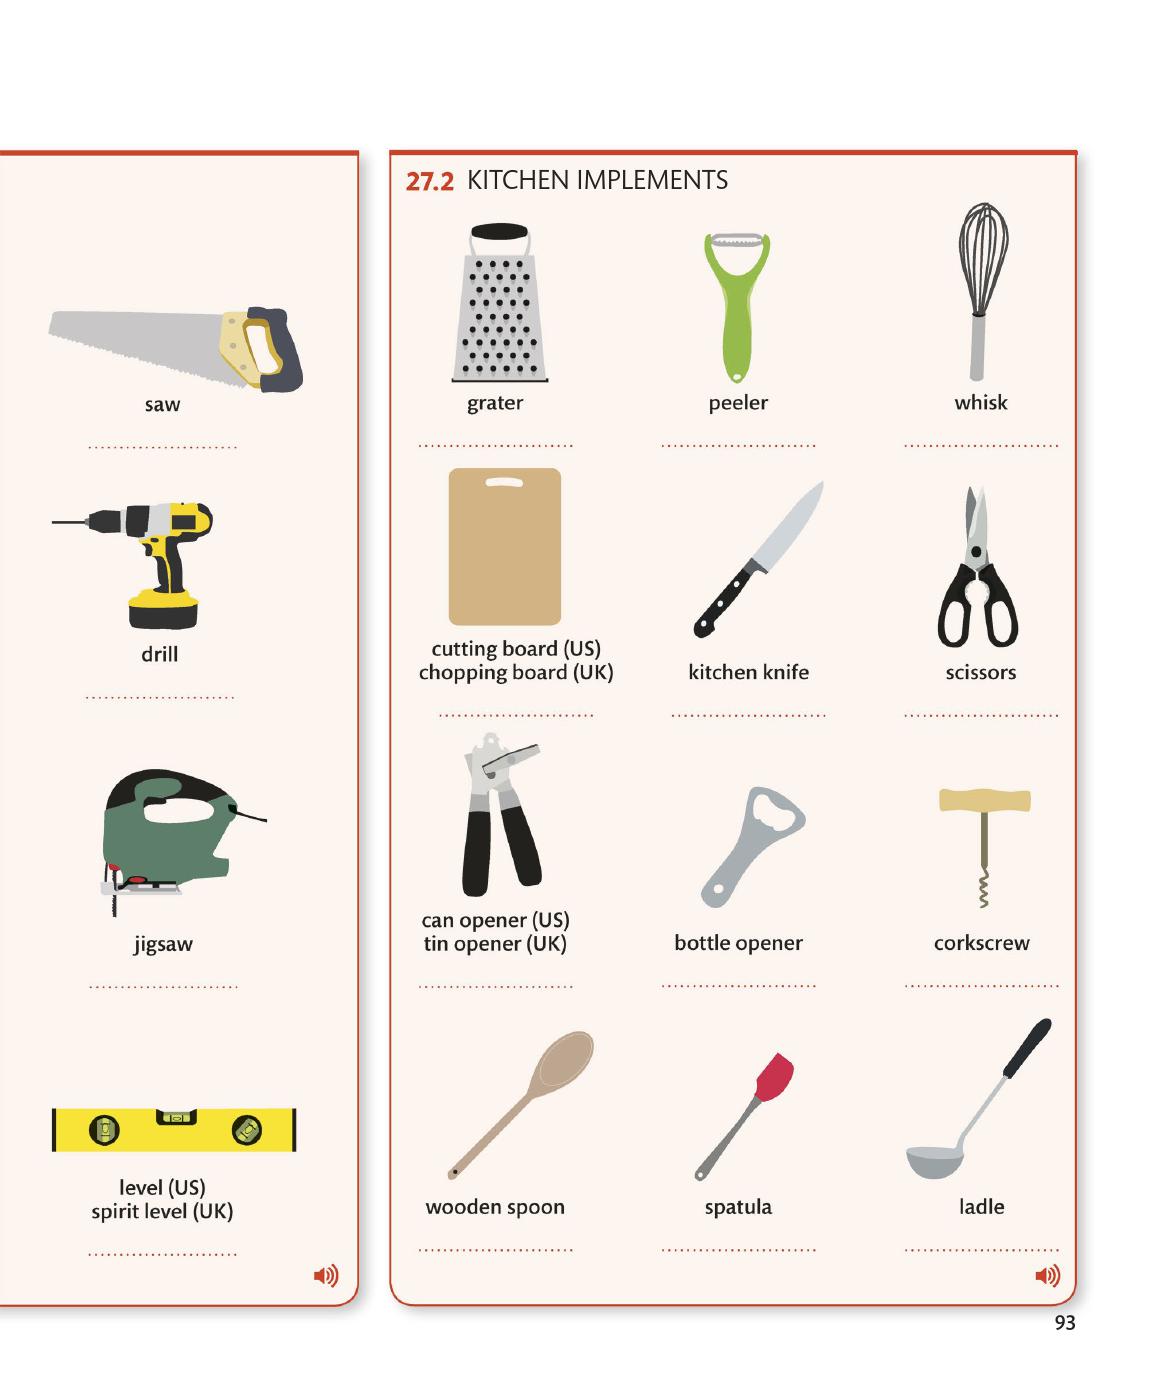 saw
drill
jigsaw
level (US)
spirit level (UK)
27.2 KITCHEN IMPLEMENTS
grater
peeler
whisk
cutting board (US)
chopping board (UK)
kitchen knife
scissors
can opener (US)
tin opener (UK)
bottle opener
corkscrew
wooden spoon
spatula
ladle
93